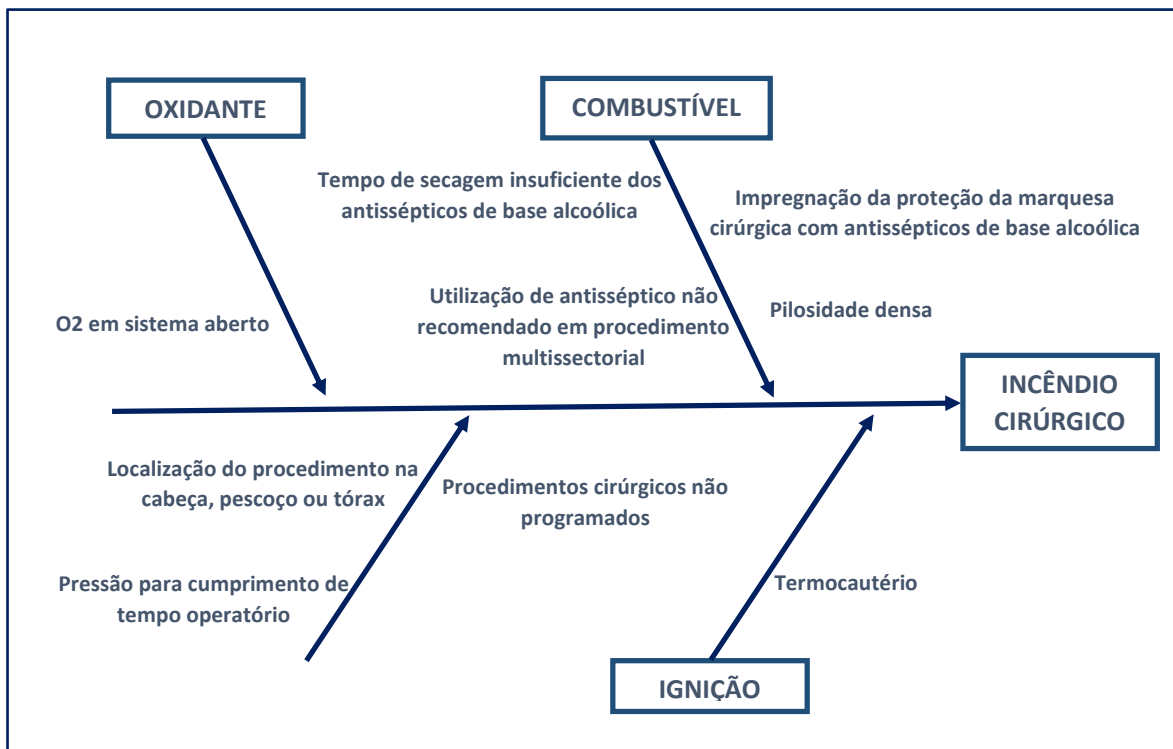 OXIDANTE
COMBUSTÍVEL
Tempo de secagem insuficiente dos
antissépticos de base alcoólica
Impregnação da proteção da marquesa
cirúrgica com antissépticos de base alcoólica
O2 em sistema aberto
Utilização de antisséptico não
recomendado em procedimento
multissectorial
Pilosidade densa
INCÊNDIO
CIRÚRGICO
Localização do procedimento na
cabeça, pescoço ou tórax
Procedimentos cirúrgicos não
programados
Pressão para cumprimento de
tempo operatório
Termocautério
IGNIÇÃO